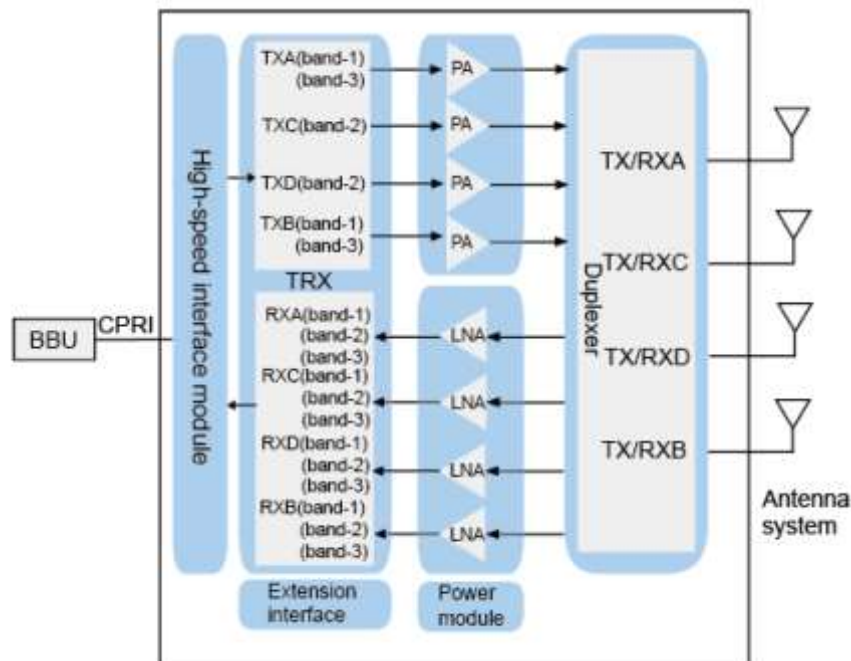 TXA(band-1)
(band-3)
TXC(band-2)
TXD(band-2)
TXB(band-1)
(band-3)
TRX
RXA(band-1)
(band-2)
(band-3)
RXC(band-1)
(band-2)
(band-3)
RXD(band-1)
(band-2)
(band-3)
RXB(band-1)
(band-2)
(band-3)
PA
PA
PA
PA
LNA
LNA
LNA
LNA
High-speed interface module
BBU
CPRI
Duplexer
TX/RXA
TX/RXC
TX/RXD
TX/RXB
Antenna
system
Extension
interface
Power
module